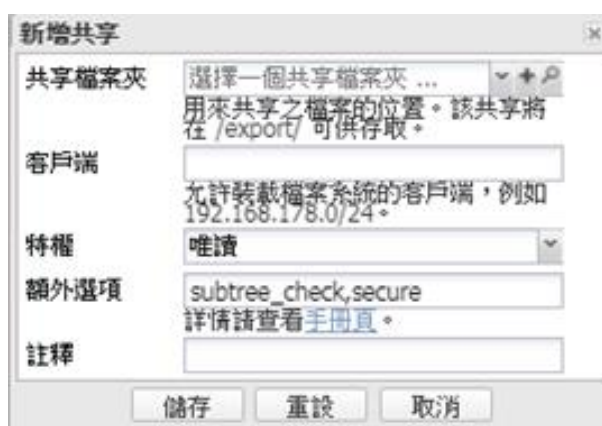 新增共享
共享檔案夾
選擇一個共享檔案夾 ...
用來共享之檔案的位置。該共享將
在 /export/ 可供存取。
客戶端
允許裝載檔案系統的客戶端，例如
192.168.178.0/24。
特權
唯讀
額外選項
subtree_check,secure
詳情請查看手冊頁。
註釋
儲存
重設
取消